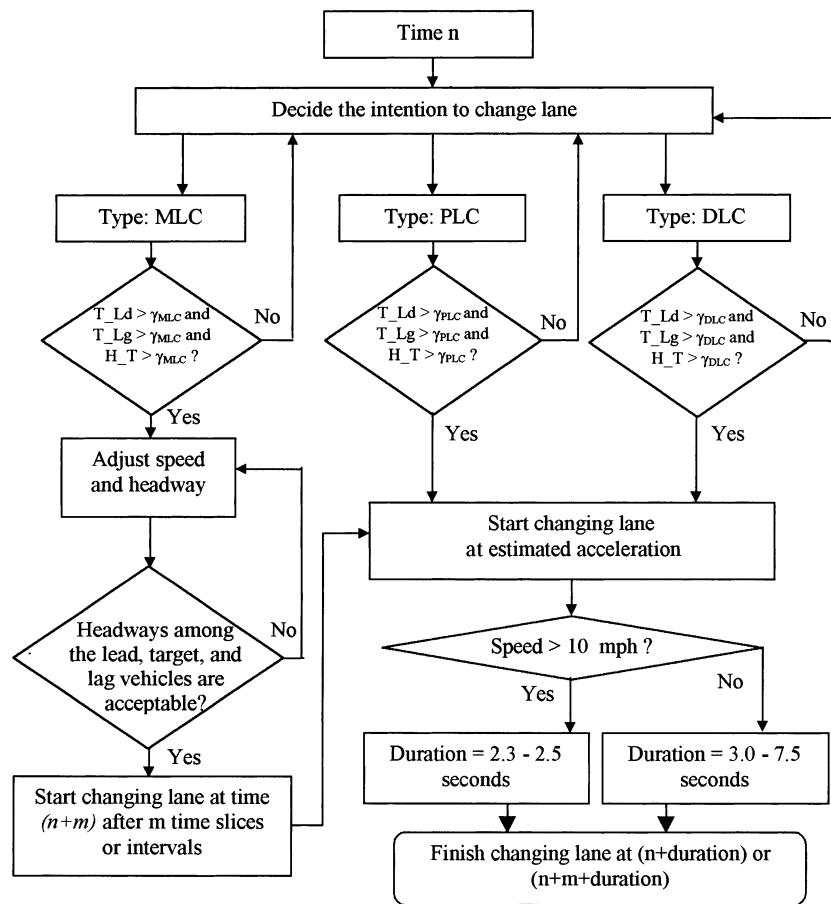 Time n
Decide the intention to change lane
Type: MLC
Type: PLC
Type: DLC
T_Ld > γMLC and
T_Lg > γMLC and
H_T > γMLC ?
No
T_Ld > γPLC and
T_Lg > γPLC and
H_T > γPLC ?
No
T_Ld > γDLC and
T_Lg > γDLC and
H_T > γDLC ?
No
Yes
Yes
Yes
Adjust speed
and headway
Start changing lane
at estimated acceleration
Headways among
the lead, target, and
lag vehicles are
acceptable?
No
Speed > 10 mph ?
Yes
No
Yes
Duration = 2.3 - 2.5
seconds
Duration = 3.0 - 7.5
seconds
Start changing lane at time
(n+m) after m time slices
or intervals
Finish changing lane at (n+duration) or
(n+m+duration)